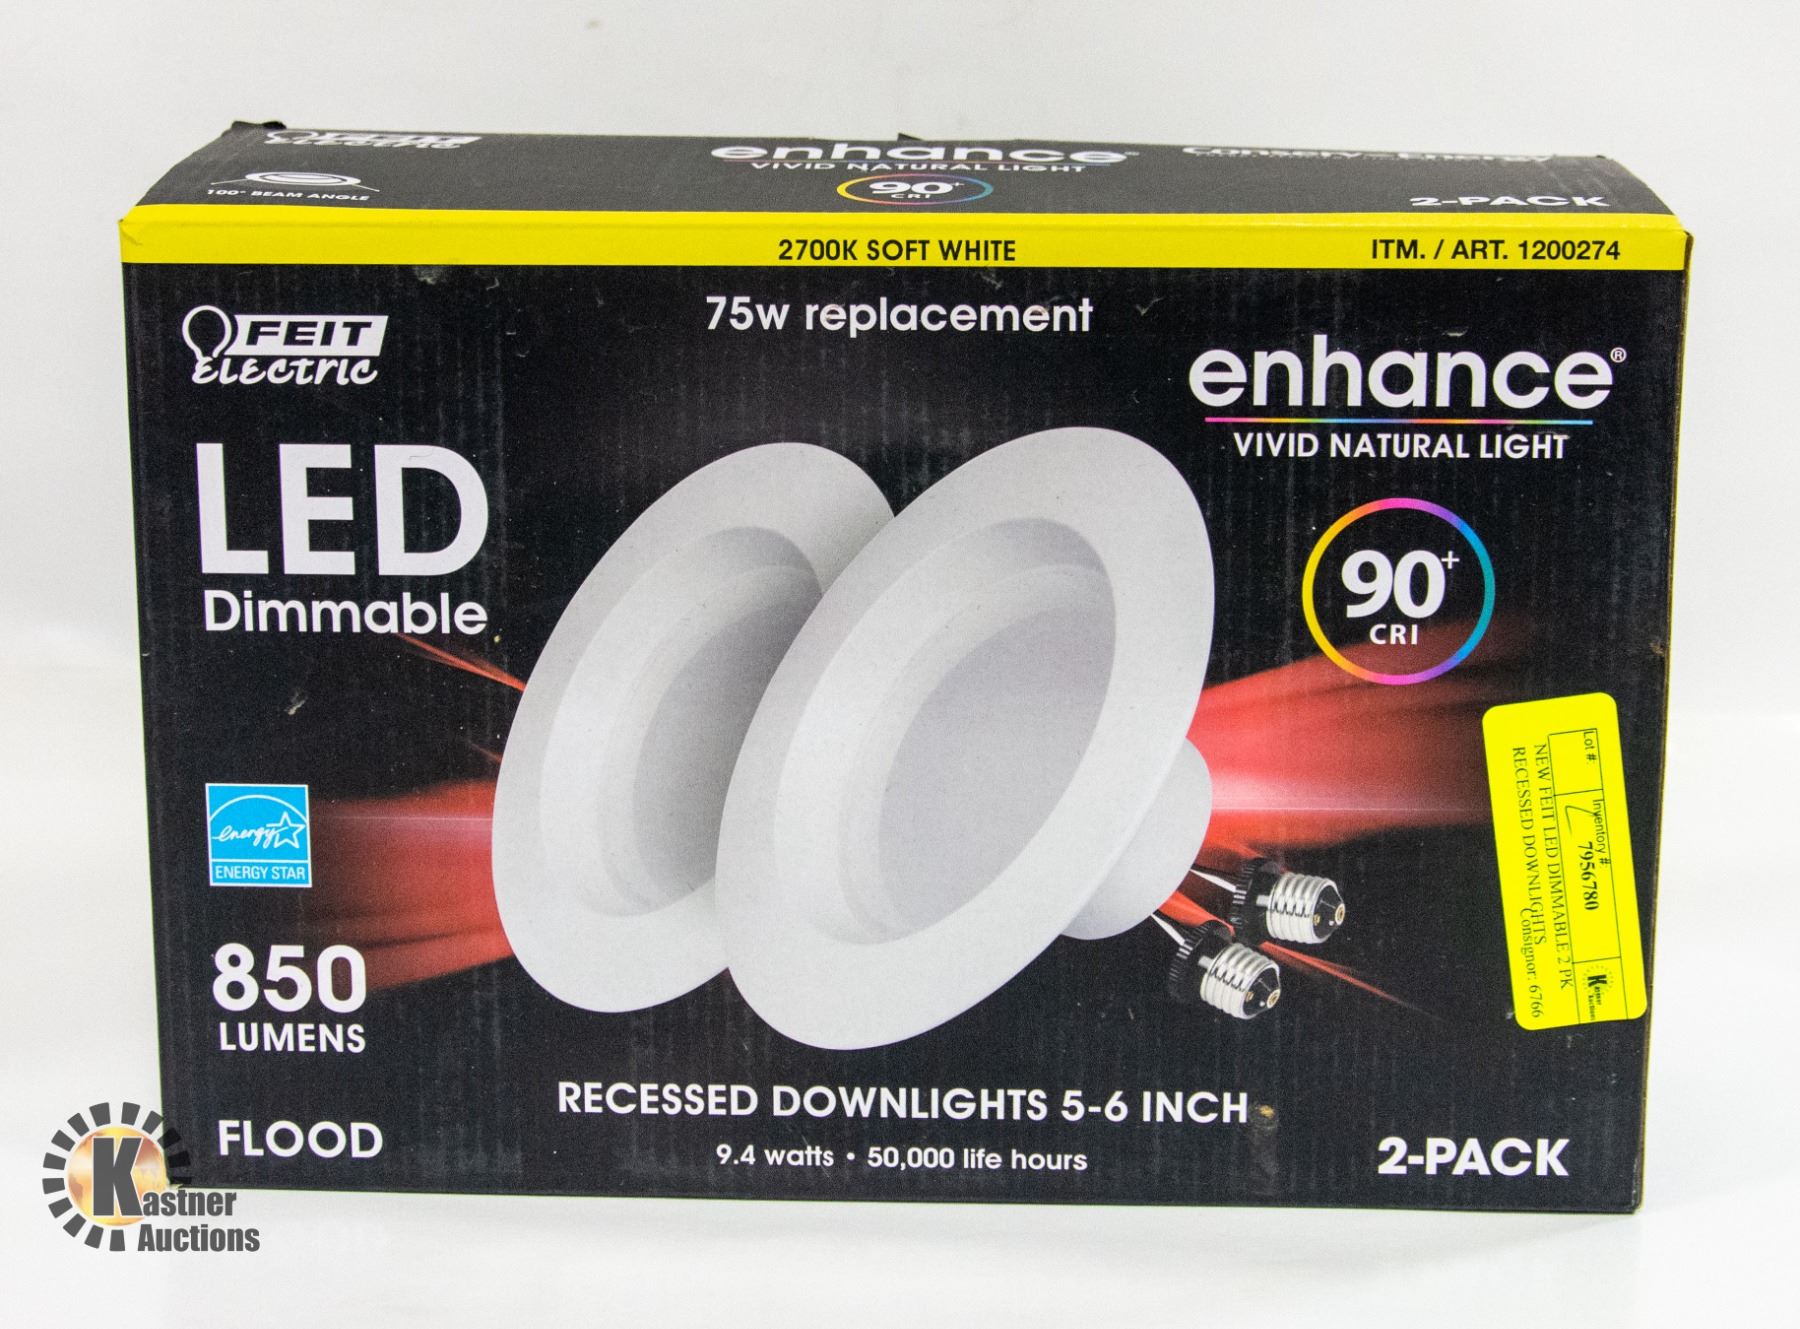 FEIT
ELECTRIC
100° BEAM ANGLE
enhance®
VIVID NATURAL LIGHT
90+
CRI
2-PACK
2700K SOFT WHITE
ITM. / ART. 1200274
FEIT
ELECTRIC
75w replacement
enhance®
VIVID NATURAL LIGHT
LED
Dimmable
90+
CRI
energy
ENERGY STAR
850
LUMENS
FLOOD
RECESSED DOWNLIGHTS 5-6 INCH
9.4 watts • 50,000 life hours
2-PACK
Lot #:
Inventory #:
7956780
Kastner
Auctions
NEW FEIT LED DIMMABLE 2 PK
RECESSED DOWNLIGHTS
Consignor: 6766
Kastner
Auctions